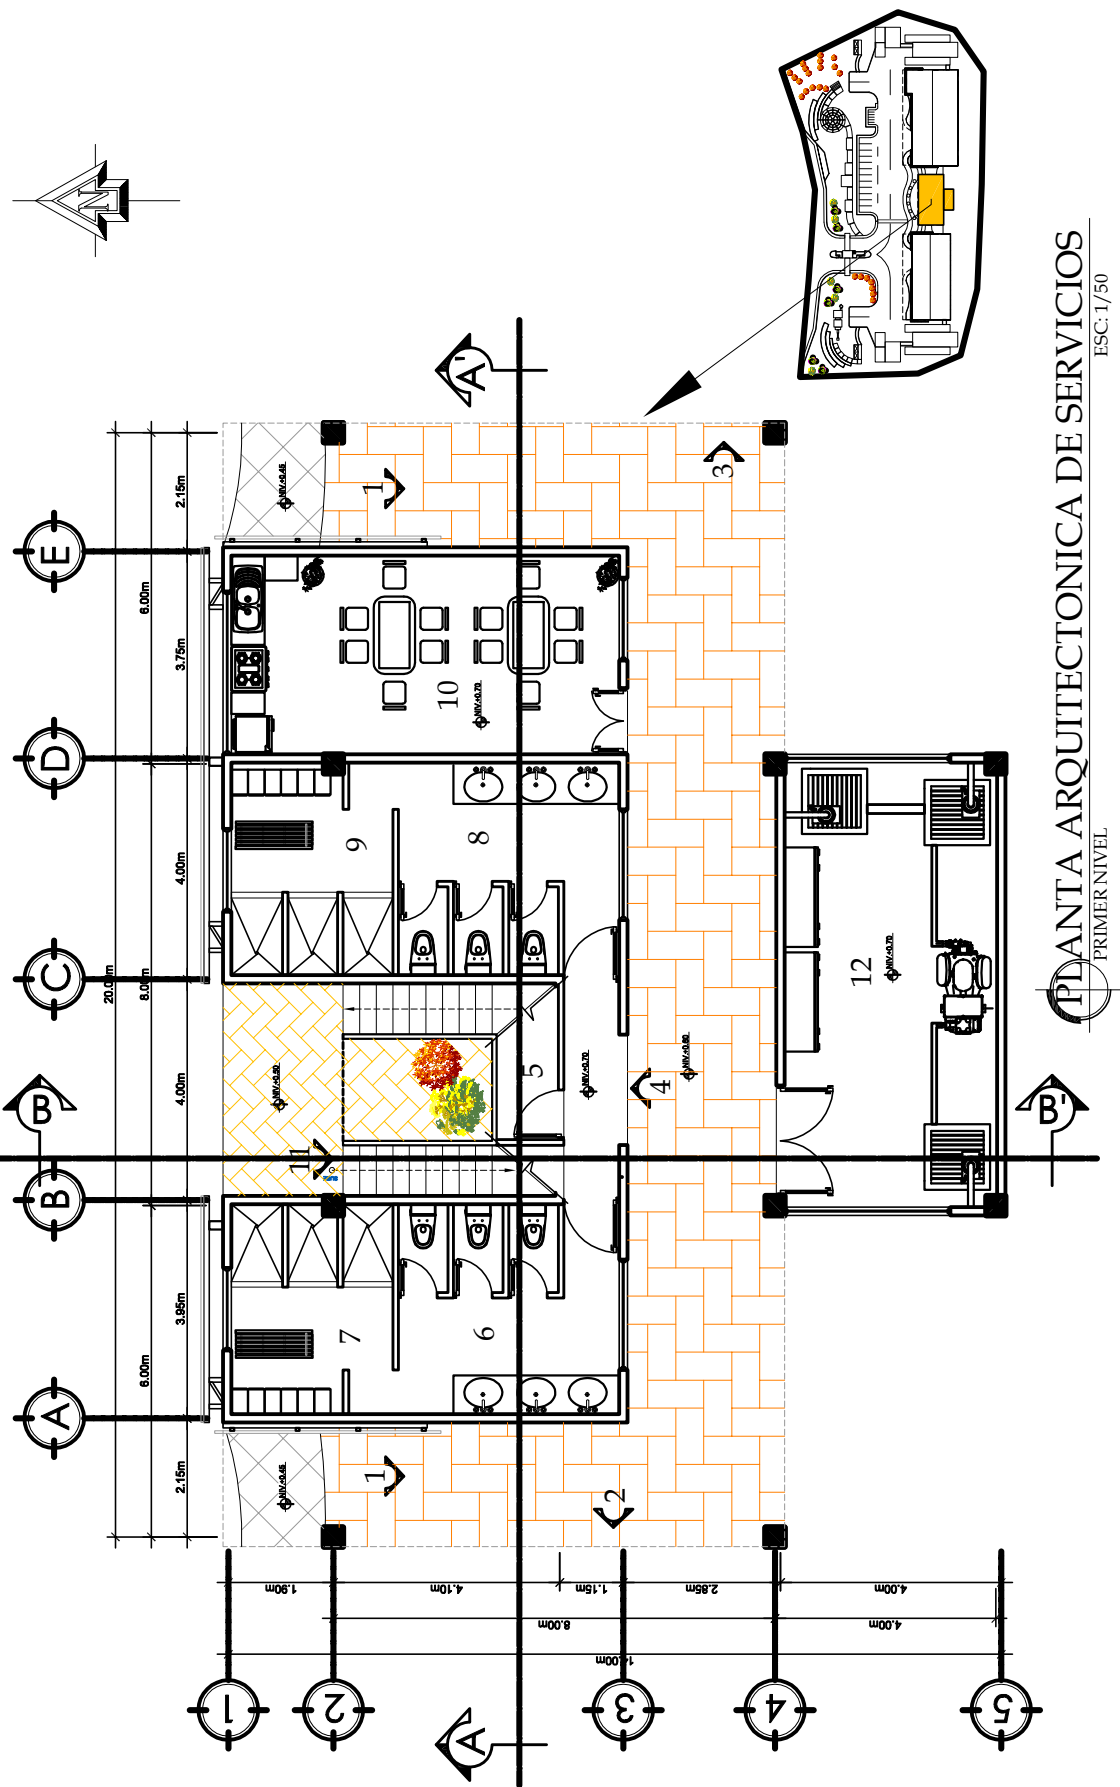 N
E
D
C
B
A
2.15m
3.75m
4.00m
4.00m
3.95m
2.15m
6.00m
8.00m
6.00m
20.00m
A'
A
B
B'
1
2
3
4
5
1.90m
4.10m
1.15m
2.85m
4.00m
8.00m
4.00m
NIV.+0.45
1
3
10
NIV.+0.70
9
8
5
NIV.+0.50
NIV.+0.70
4
NIV.+0.60
11
SUBE
7
6
12
NIV.+0.70
NIV.+0.45
1
2
PLANTA ARQUITECTONICA DE SERVICIOS
PRIMER NIVEL
ESC: 1/50